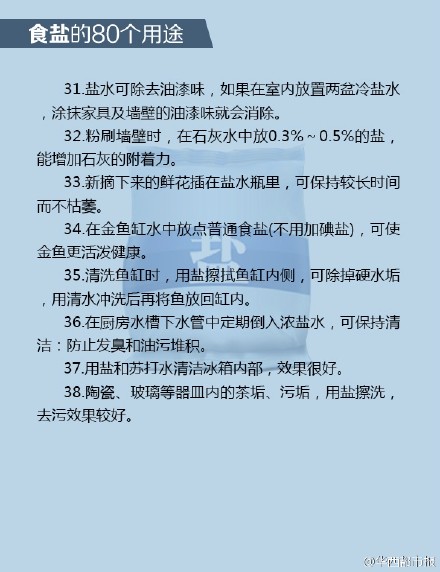 食盐的80个用途
31.盐水可除去油漆味，如果在室内放置两盆冷盐水
，涂抹家具及墙壁的油漆味就会消除。
32.粉刷墙壁时，在石灰水中放0.3%～0.5%的盐，
能增加石灰的附着力。
33.新摘下来的鲜花插在盐水瓶里，可保持较长时间
而不枯萎。
34.在金鱼缸水中放点普通食盐(不用加碘盐)，可使
金鱼更活泼健康。
35.清洗鱼缸时，用盐擦拭鱼缸内侧，可除掉硬水垢
，用清水冲洗后再将鱼放回缸内。
36.在厨房水槽下水管中定期倒入浓盐水，可保持清
洁：防止发臭和油污堆积。
37.用盐和苏打水清洁冰箱内部，效果很好。
38.陶瓷、玻璃等器皿内的茶垢、污垢，用盐擦洗，
去污效果较好。
盐
@华西都市报